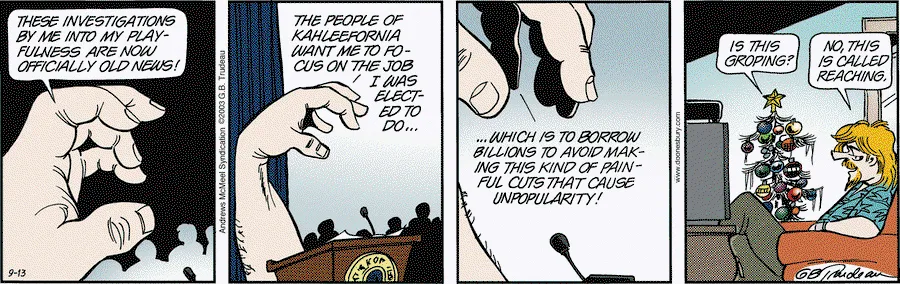 THESE INVESTIGATIONS
BY ME INTO MY PLAY-
FULNESS ARE NOW
OFFICIALLY OLD NEWS!
9-13
Andrews McMeel Syndication ©2003 G.B. Trudeau
THE PEOPLE OF
KAHLEEFORNIA
WANT ME TO FO-
CUS ON THE JOB
I WAS
ELECT-
ED TO
DO...
...WHICH IS TO BORROW
BILLIONS TO AVOID MAK-
ING THIS KIND OF PAIN-
FUL CUTS THAT CAUSE
UNPOPULARITY!
www.doonesbury.com
IS THIS
GROPING?
NO, THIS
IS CALLED
REACHING.
GBTrudeau